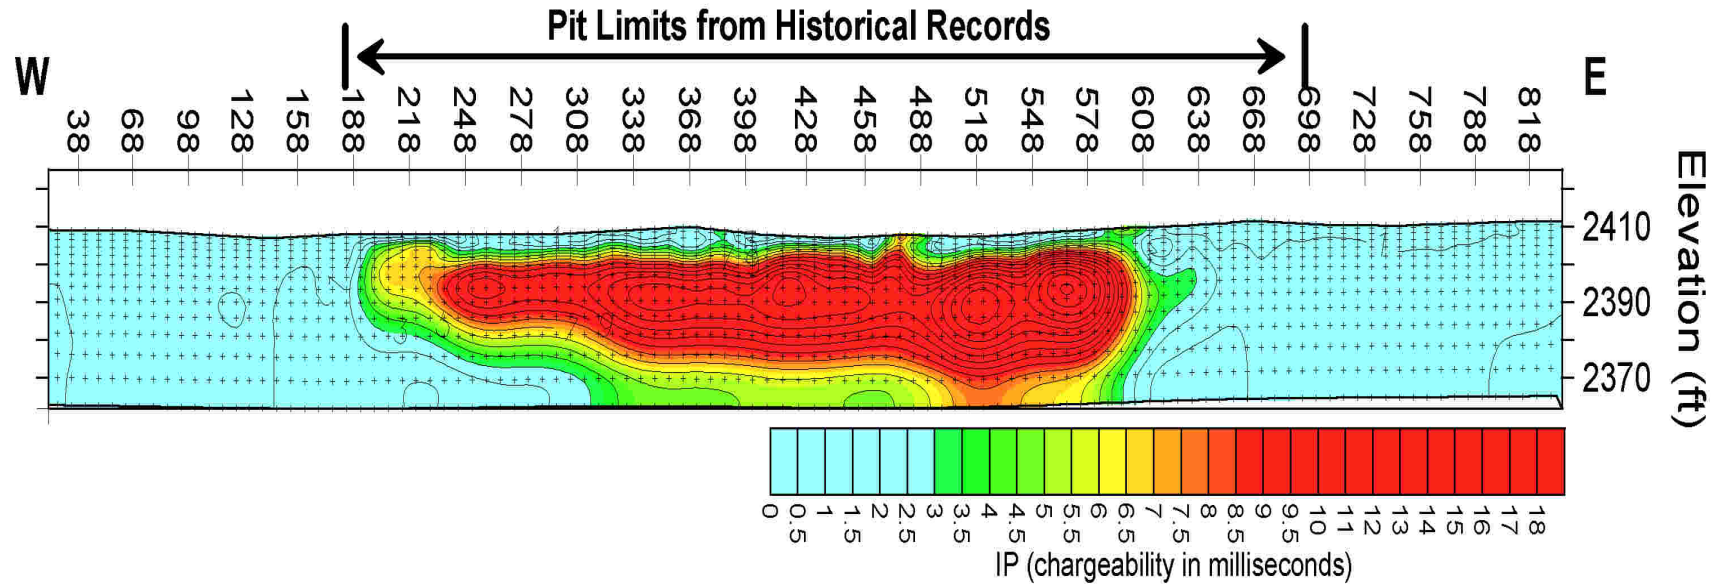 Pit Limits from Historical Records
W
E
38 68 98 128 158 188 218 248 278 308 338 368 398 428 458 488 518 548 578 608 638 668 698 728 758 788 818
2410
2390
2370
Elevation (ft)
0 0.5 1 1.5 2 2.5 3 3.5 4 4.5 5 5.5 6 6.5 7 7.5 8 8.5 9 9.5 10 11 12 13 14 15 16 17 18
IP (chargeability in milliseconds)